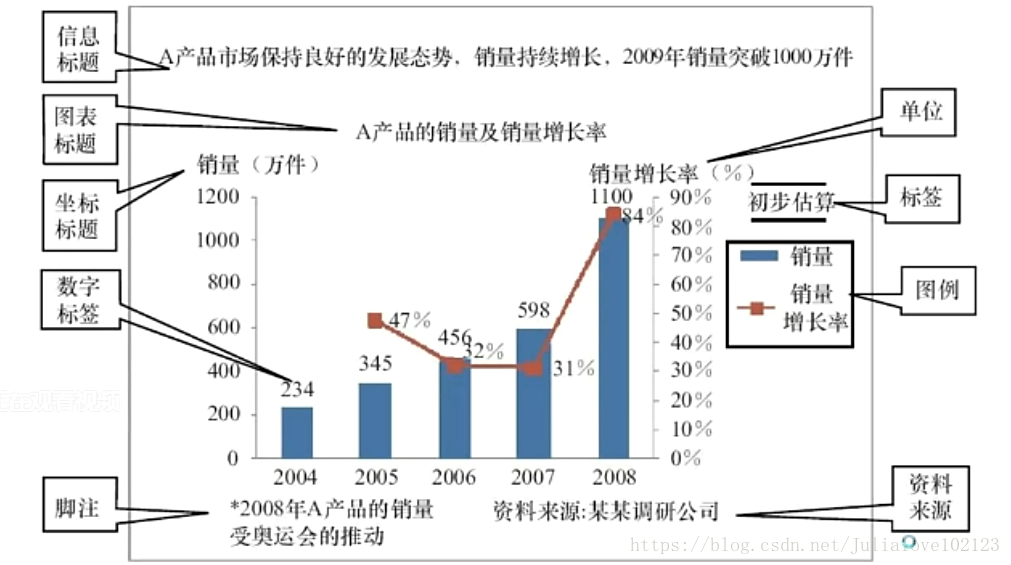 信息
标题
A产品市场保持良好的发展态势，销量持续增长，2009年销量突破1000万件
图表
标题
A产品的销量及销量增长率
单位
坐标
标题
销量（万件）
销量增长率（%）
初步估算
标签
1200
1000
800
600
400
200
0
90%
80%
70%
60%
50%
40%
30%
20%
10%
0%
234
345
456
598
1100
47%
32%
31%
84%
2004
2005
2006
2007
2008
销量
销量
增长率
图例
数字
标签
脚注
*2008年A产品的销量
受奥运会的推动
资料来源:某某调研公司
资料
来源
在观看视频